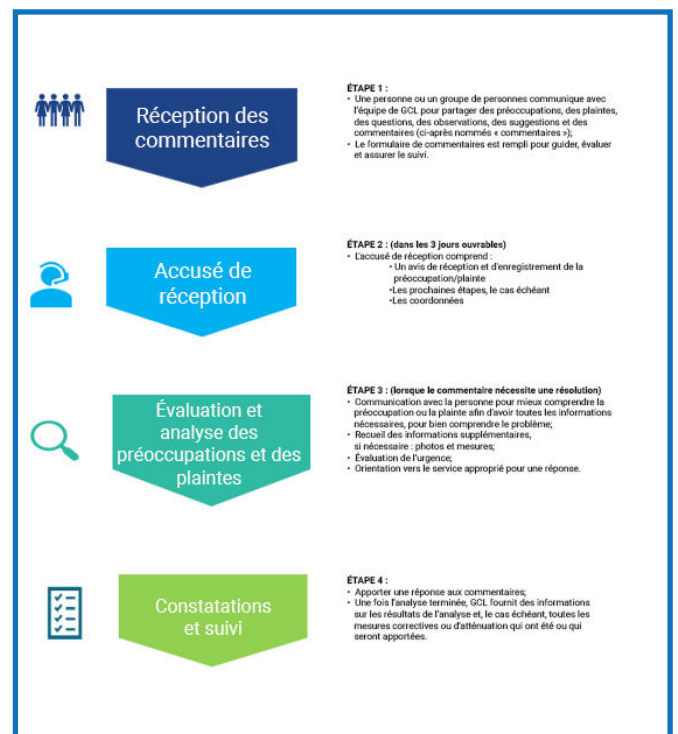 Réception des
commentaires
ÉTAPE 1 :
• Une personne ou un groupe de personnes communique avec
l'équipe de GCL pour partager des préoccupations, des plaintes,
des questions, des observations, des suggestions et des
commentaires (ci-après nommés « commentaires »);
• Le formulaire de commentaires est rempli pour guider, évaluer
et assurer le suivi.
Accusé de
réception
ÉTAPE 2 : (dans les 3 jours ouvrables)
• L'accusé de réception comprend :
• Un avis de réception et d'enregistrement de la
préoccupation/plainte
•Les prochaines étapes, le cas échéant
•Les coordonnées
Évaluation et
analyse des
préoccupations et des
plaintes
ÉTAPE 3 : (lorsque le commentaire nécessite une résolution)
• Communication avec la personne pour mieux comprendre la
préoccupation ou la plainte afin d'avoir toutes les informations
nécessaires, pour bien comprendre le problème;
• Recueil des informations supplémentaires,
si nécessaire : photos et mesures;
• Évaluation de l'urgence;
• Orientation vers le service approprié pour une réponse.
Constatations
et suivi
ÉTAPE 4 :
• Apporter une réponse aux commentaires;
• Une fois l'analyse terminée, GCL fournit des informations
sur les résultats de l'analyse et, le cas échéant, toutes les
mesures correctives ou d'atténuation qui ont été ou qui
seront apportées.